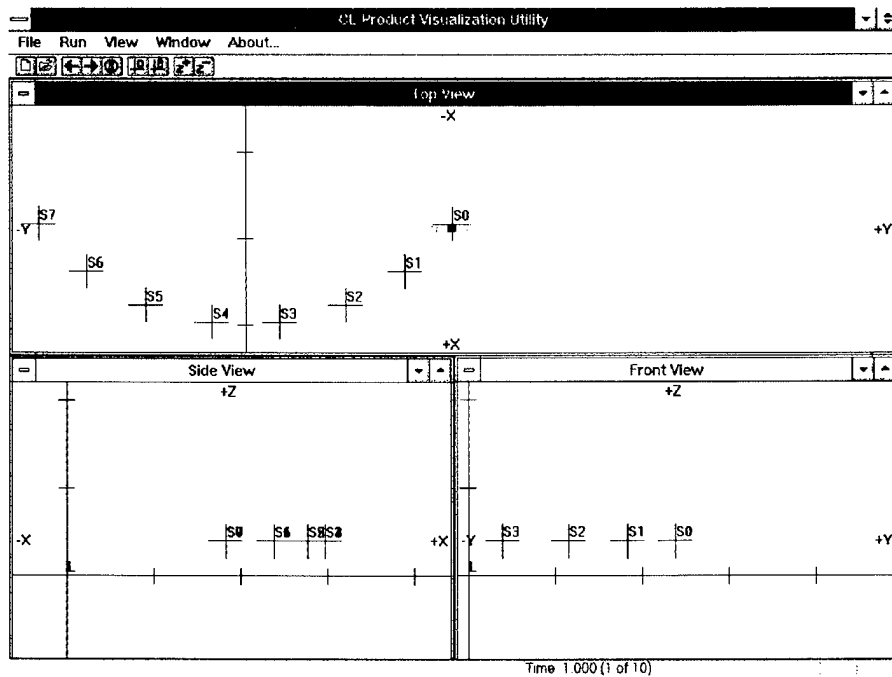 CL Product Visualization Utility
File Run View Window About...
Top View
-X
S7 S0
-Y +Y
S6 S1
S5 S2
S4 S3
+X
Side View
+Z
-X +X
L
Front View
+Z
S3 S2 S1 S0
-Y +Y
L
Time 1.000 (1 of 10)